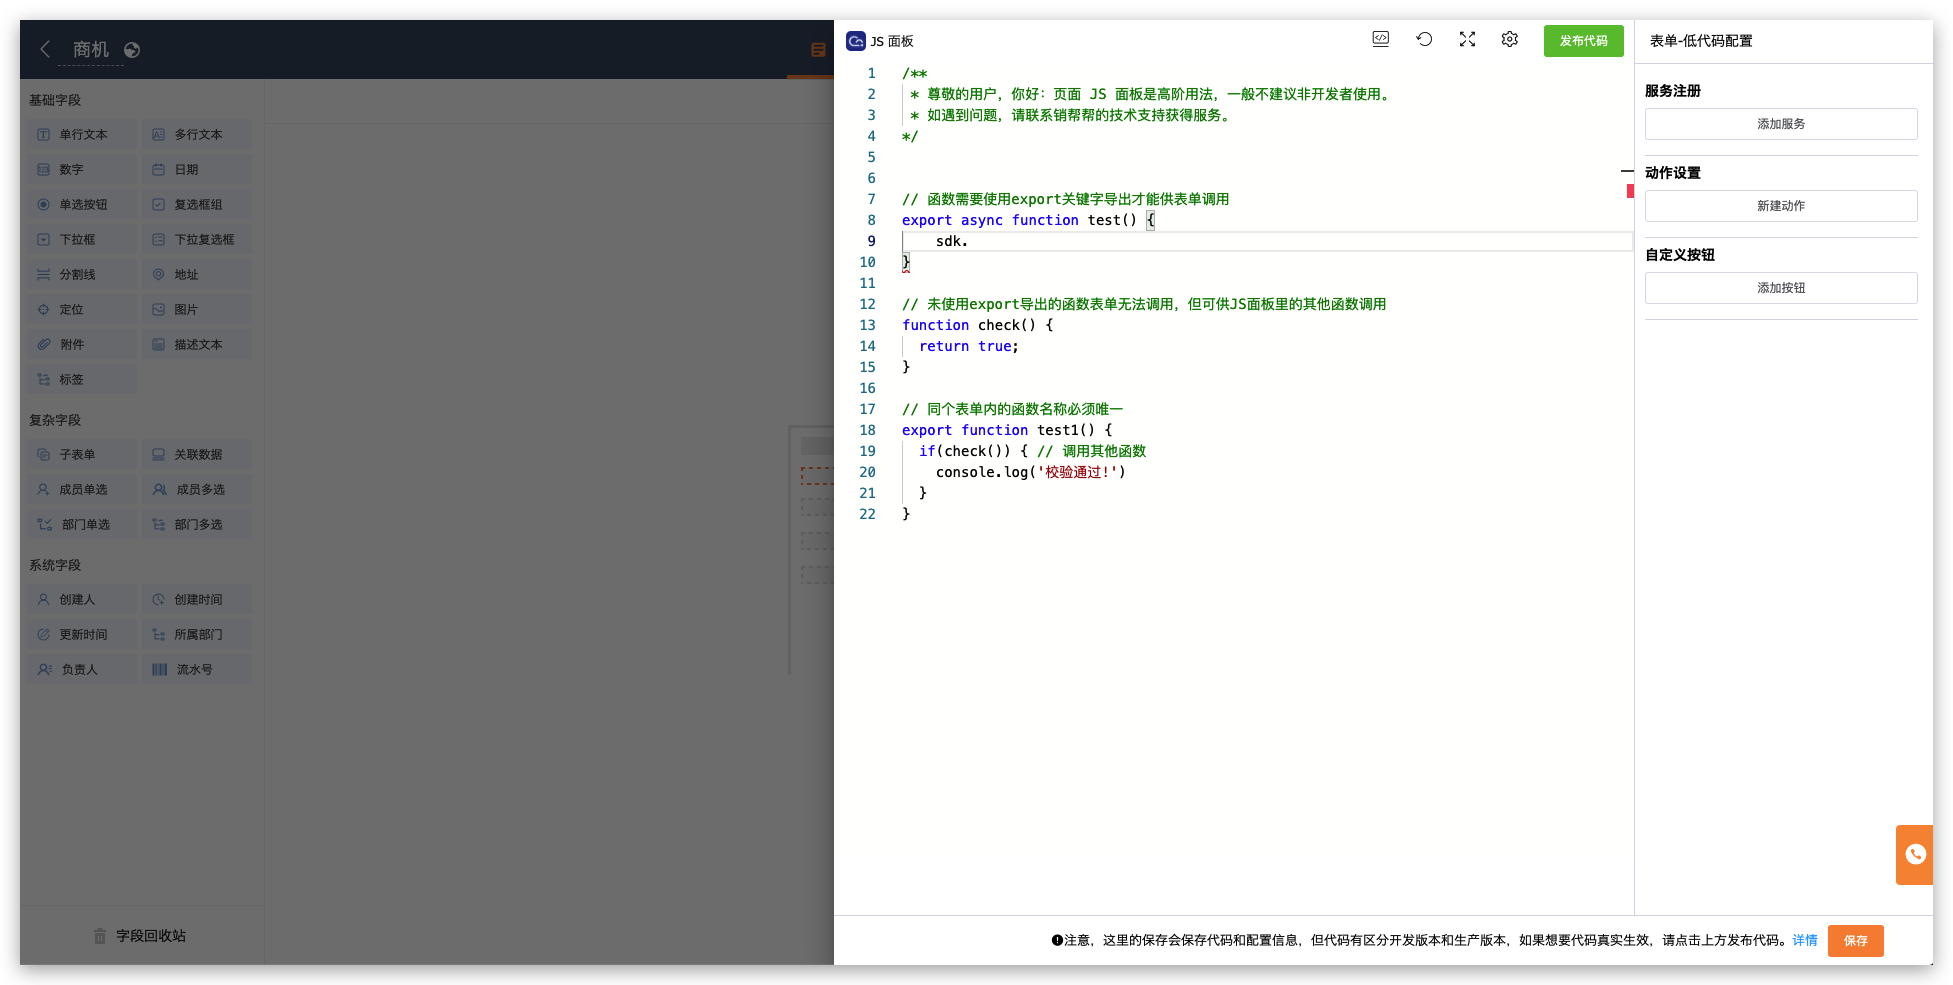 商机
基础字段
单行文本
多行文本
数字
日期
单选按钮
复选框组
下拉框
下拉复选框
分割线
地址
定位
图片
附件
描述文本
标签
复杂字段
子表单
关联数据
成员单选
成员多选
部门单选
部门多选
系统字段
创建人
创建时间
更新时间
所属部门
负责人
流水号
字段回收站
JS 面板
发布代码
1 /**
2 * 尊敬的用户，你好：页面 JS 面板是高阶用法，一般不建议非开发者使用。
3 * 如遇到问题，请联系销帮帮的技术支持获得服务。
4 */
5
6
7 // 函数需要使用export关键字导出才能供表单调用
8 export async function test() {
9 sdk.
10 }
11
12 // 未使用export导出的函数表单无法调用，但可供JS面板里的其他函数调用
13 function check() {
14 return true;
15 }
16
17 // 同个表单内的函数名称必须唯一
18 export function test1() {
19 if(check()) { // 调用其他函数
20 console.log('校验通过!')
21 }
22 }
表单-低代码配置
服务注册
添加服务
动作设置
新建动作
自定义按钮
添加按钮
注意，这里的保存会保存代码和配置信息，但代码有区分开发版本和生产版本，如果想要代码真实生效，请点击上方发布代码。详情
保存